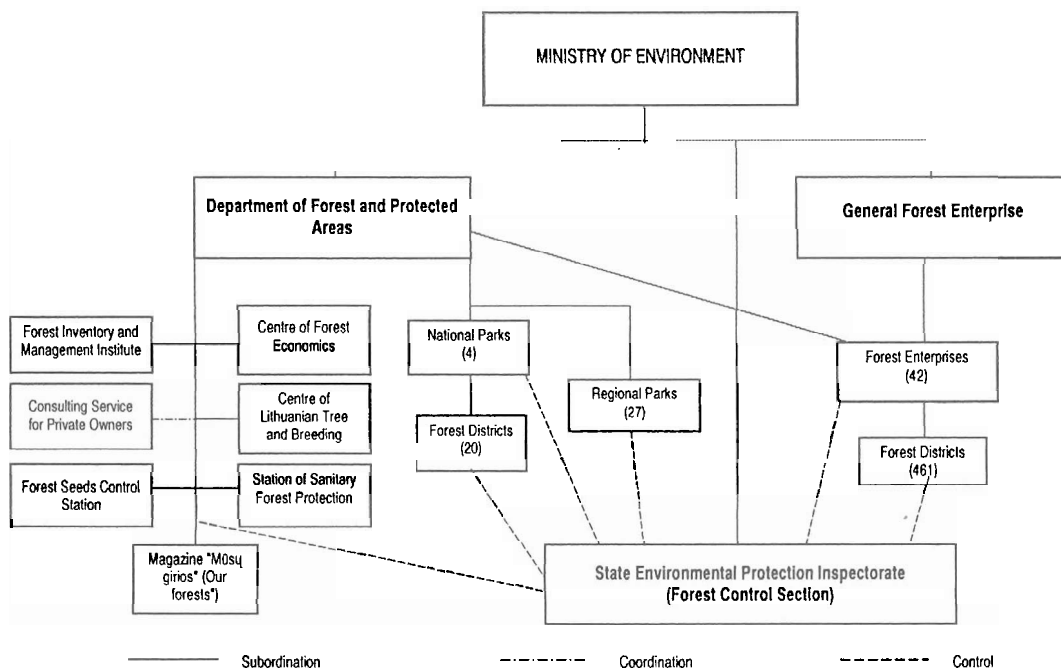 MINISTRY OF ENVIRONMENT
Department of Forest and Protected
Areas
General Forest Enterprise
Forest Inventory and
Management Institute
Centre of Forest
Economics
National Parks
(4)
Forest Enterprises
(42)
Consulting Service
for Private Owners
Centre of
Lithuanian Tree
and Breeding
Regional Parks
(27)
Forest Districts
(20)
Forest Districts
(461)
Forest Seeds Control
Station
Station of Sanitary
Forest Protection
Magazine "Mūsų
girios" (Our
forests")
State Environmental Protection Inspectorate
(Forest Control Section)
Subordination
Coordination
Control